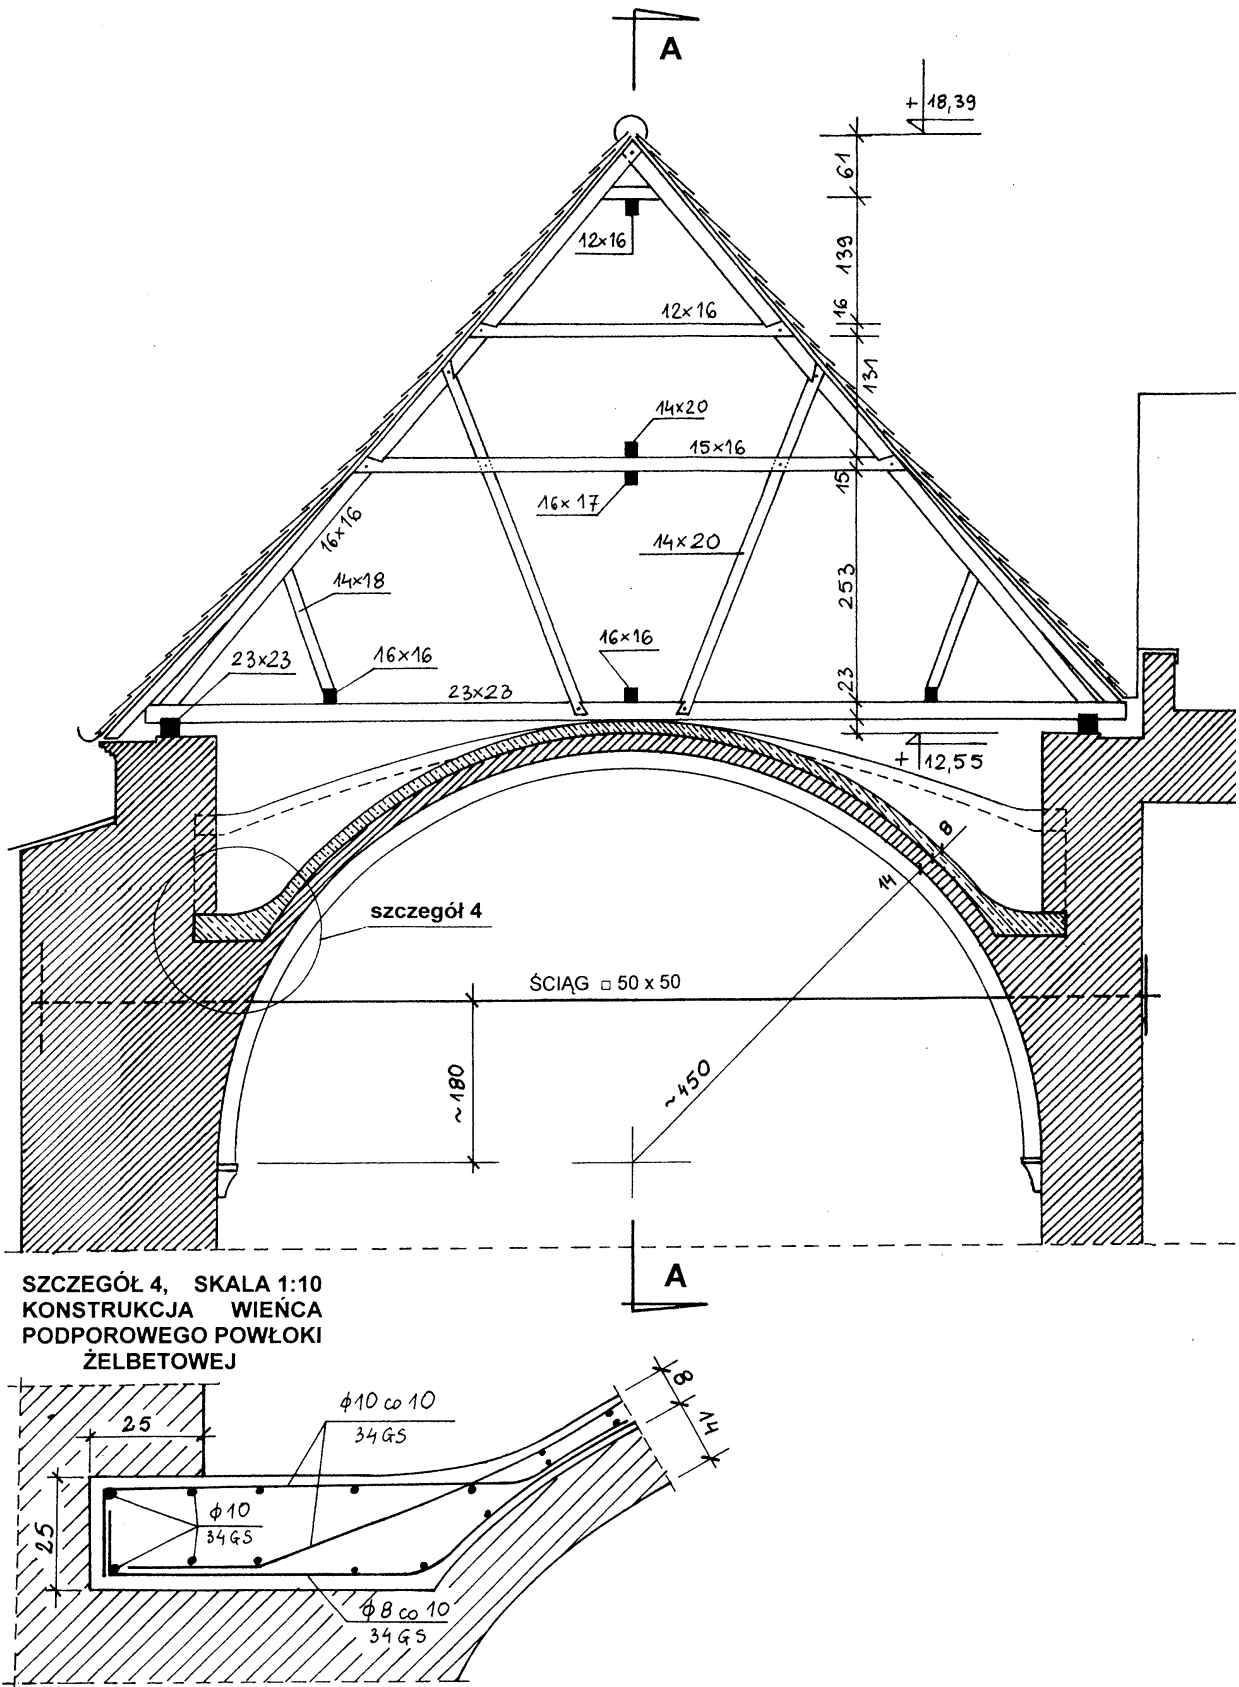 A
+ 18,39
61
12×16
139
12×16
16
131
14×20
15×16
15
16×17
16×16
14×20
14×18
253
16×16
23×23
16×16
23×23
23
+ 12,55
8
14
szczegół 4
ŚCIĄG □ 50 x 50
~180
~450
A
SZCZEGÓŁ 4, SKALA 1:10
KONSTRUKCJA WIEŃCA
PODPOROWEGO POWŁOKI
ŻELBETOWEJ
8
14
25
ϕ10 co 10
34GS
ϕ10
34GS
25
ϕ8 co 10
34GS